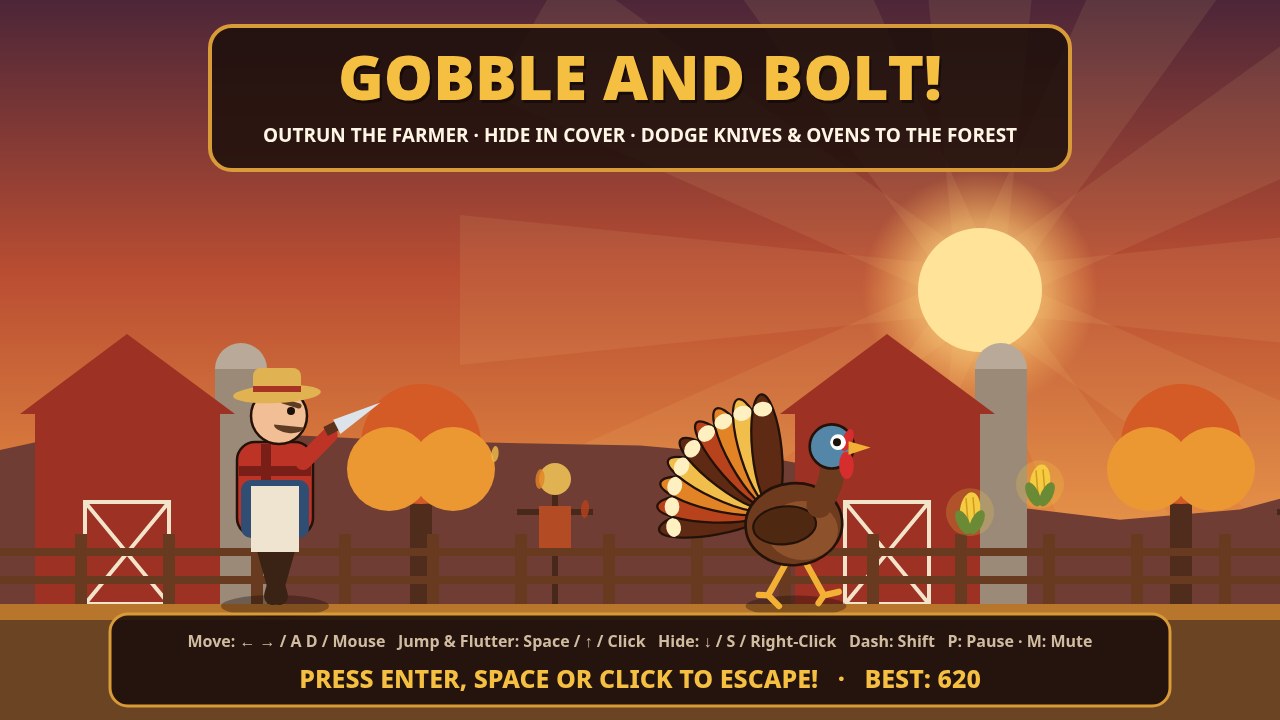 GOBBLE AND BOLT!
OUTRUN THE FARMER · HIDE IN COVER · DODGE KNIVES & OVENS TO THE FOREST
Move: ← → / A D / Mouse   Jump & Flutter: Space / ↑ / Click   Hide: ↓ / S / Right-Click   Dash: Shift   P: Pause · M: Mute
PRESS ENTER, SPACE OR CLICK TO ESCAPE!   ·   BEST: 620